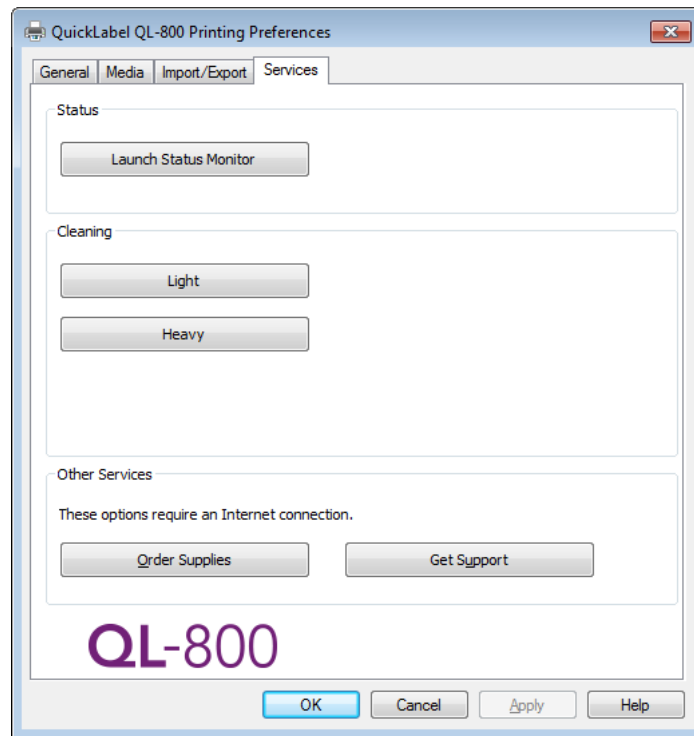 QuickLabel QL-800 Printing Preferences
General Media Import/Export Services
Status
Launch Status Monitor
Cleaning
Light
Heavy
Other Services
These options require an Internet connection.
Order Supplies Get Support
QL-800
OK Cancel Apply Help